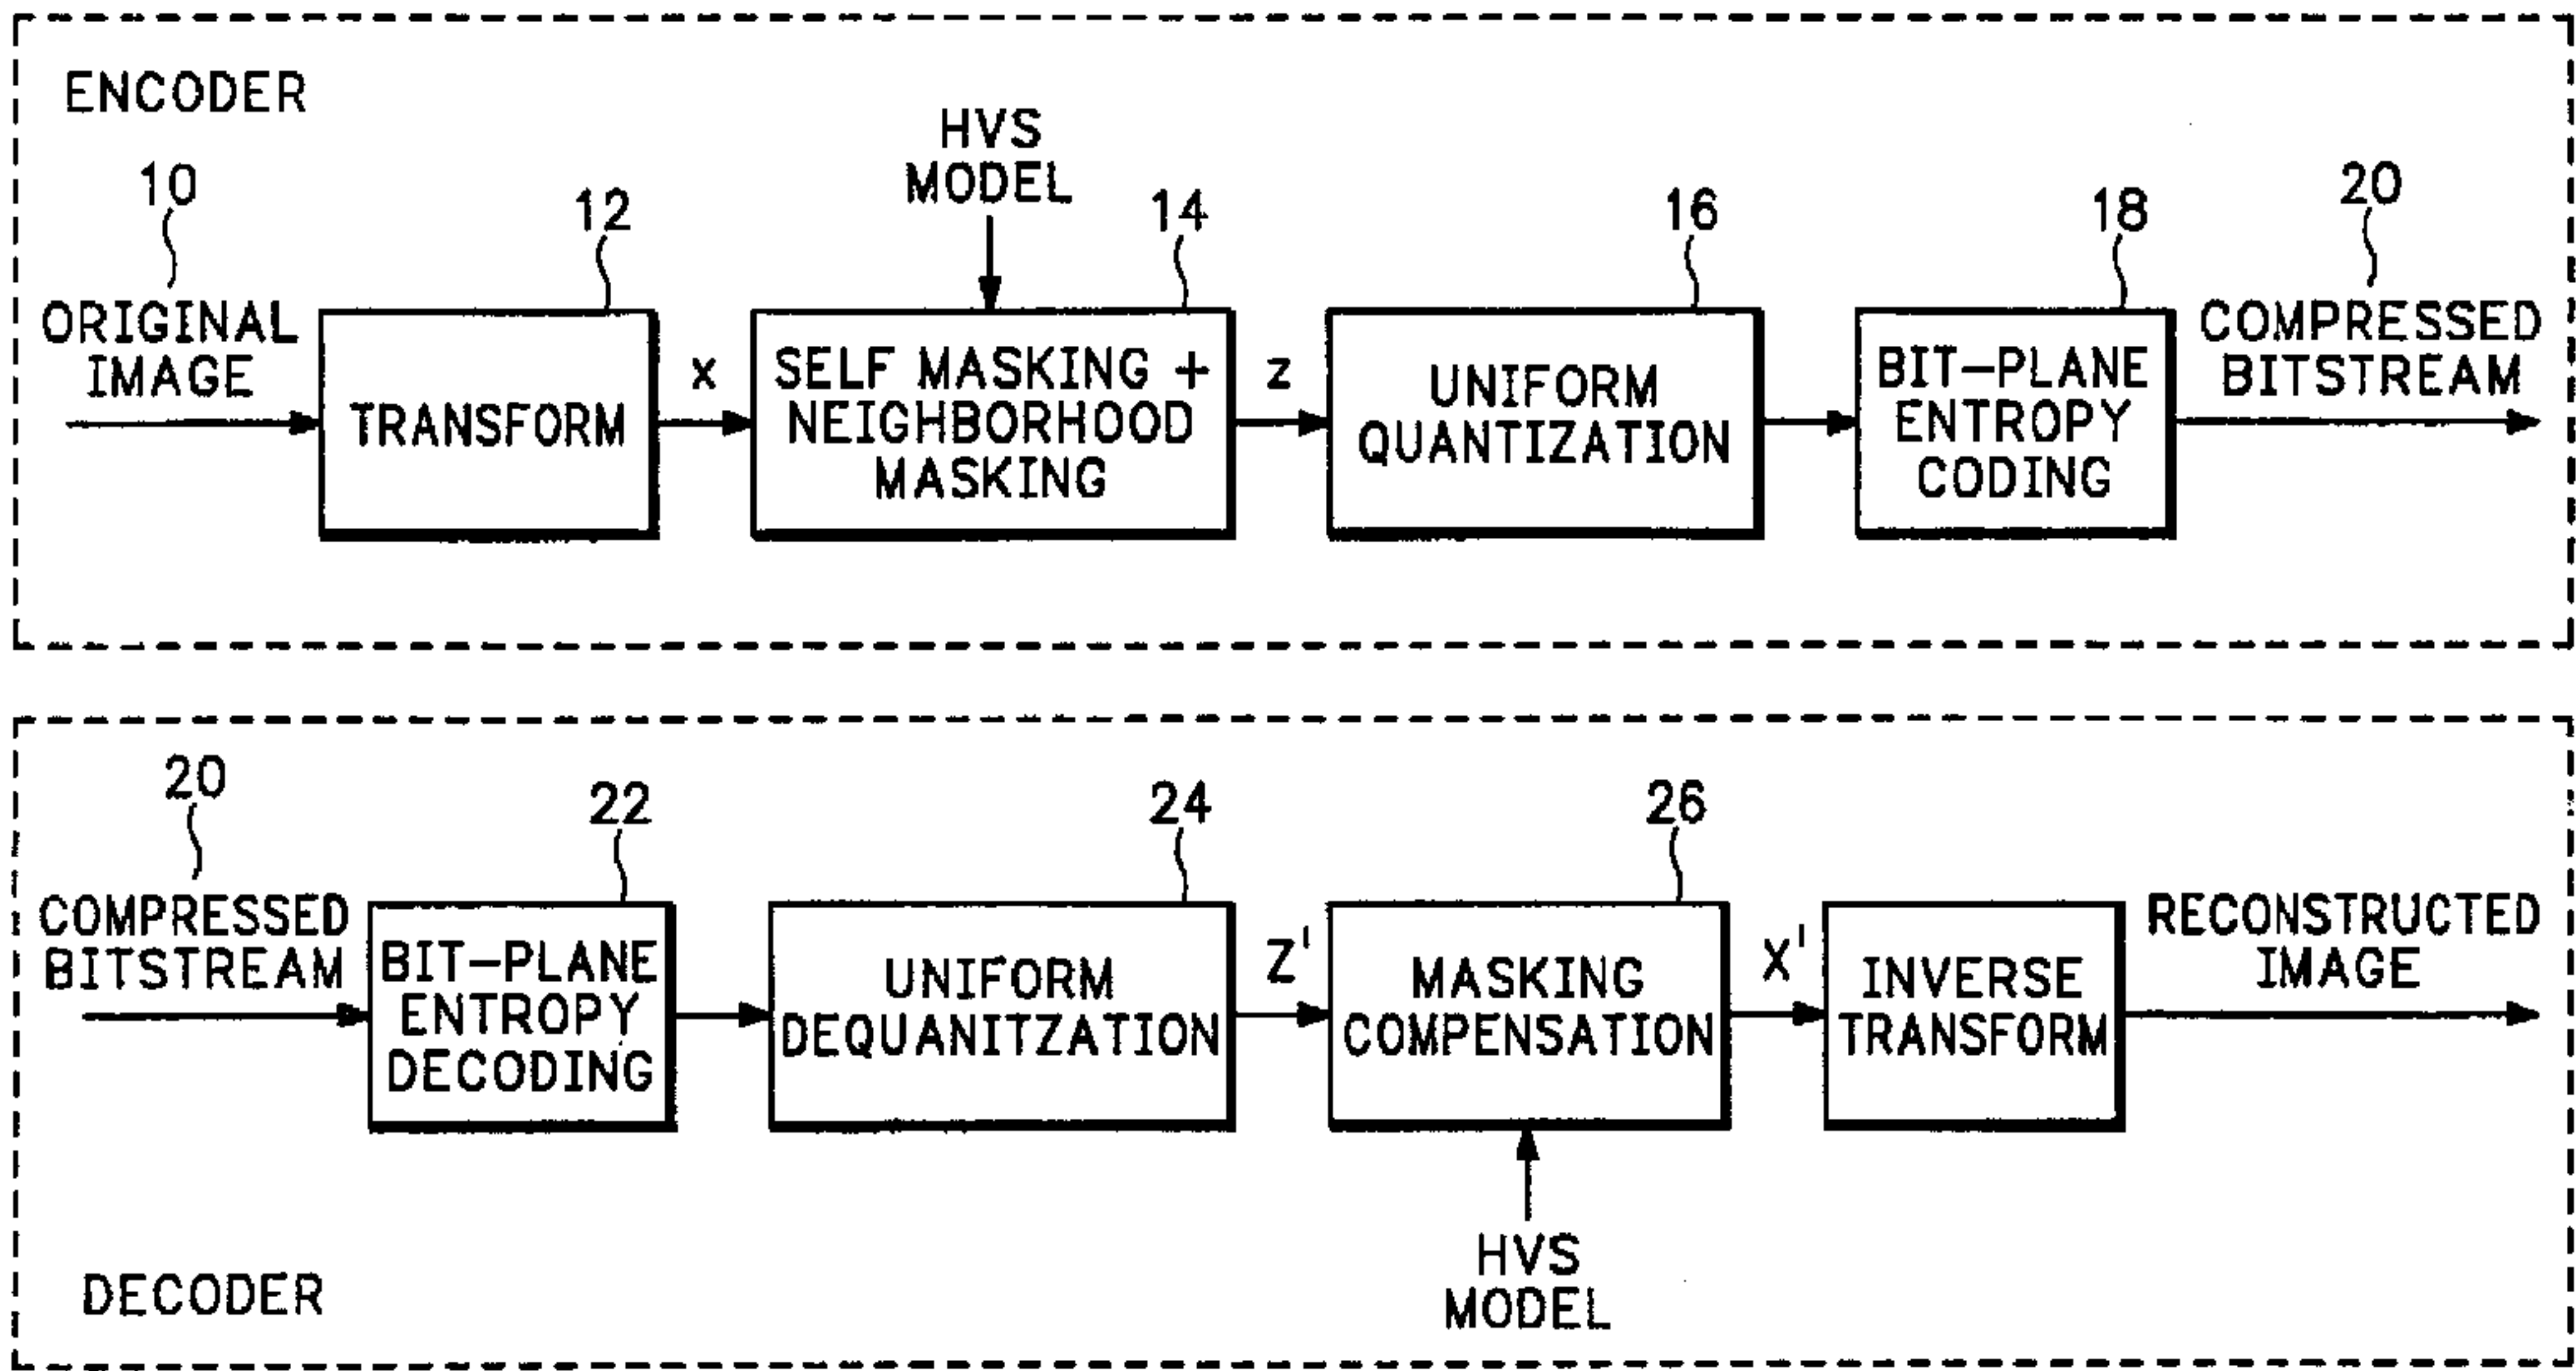 ENCODER
HVS
MODEL
10
12
14
16
18
20
ORIGINAL
IMAGE
TRANSFORM
x
SELF MASKING +
NEIGHBORHOOD
MASKING
z
UNIFORM
QUANTIZATION
BIT-PLANE
ENTROPY
CODING
COMPRESSED
BITSTREAM
20
22
24
26
COMPRESSED
BITSTREAM
BIT-PLANE
ENTROPY
DECODING
UNIFORM
DEQUANITZATION
Z'
MASKING
COMPENSATION
X'
INVERSE
TRANSFORM
RECONSTRUCTED
IMAGE
HVS
MODEL
DECODER